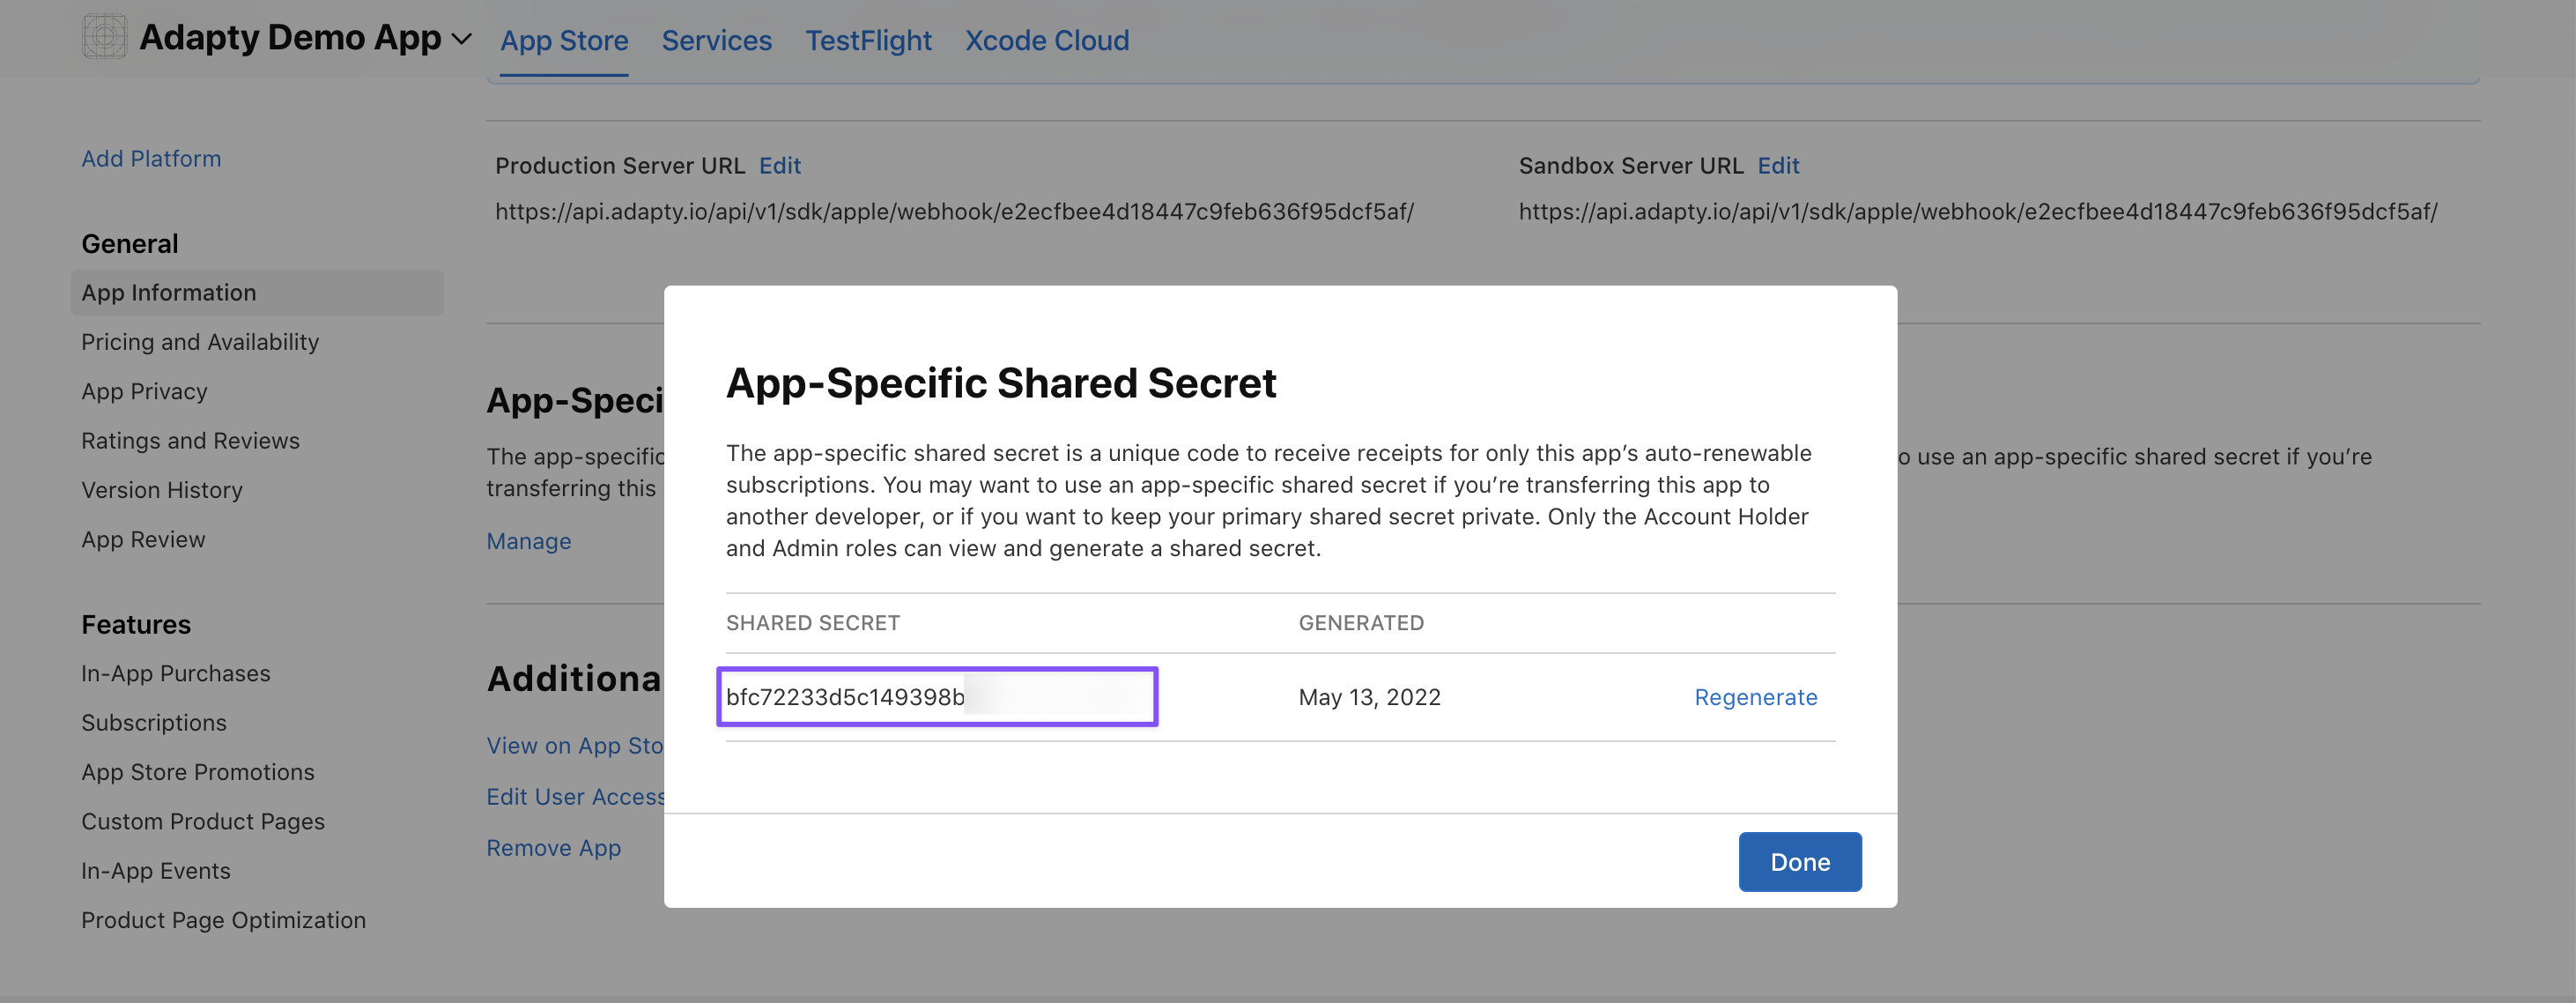 Adapty Demo App
App Store Services TestFlight Xcode Cloud
Add Platform
General
App Information
Pricing and Availability
App Privacy
Ratings and Reviews
Version History
App Review
Features
In-App Purchases
Subscriptions
App Store Promotions
Custom Product Pages
In-App Events
Product Page Optimization
Production Server URL Edit
https://api.adapty.io/api/v1/sdk/apple/webhook/e2ecfbee4d18447c9feb636f95dcf5af/
Sandbox Server URL Edit
https://api.adapty.io/api/v1/sdk/apple/webhook/e2ecfbee4d18447c9feb636f95dcf5af/
App-Speci
The app-specific
o use an app-specific shared secret if you’re
transferring this
Manage
Additiona
View on App Sto
Edit User Access
Remove App
App-Specific Shared Secret
The app-specific shared secret is a unique code to receive receipts for only this app’s auto-renewable
subscriptions. You may want to use an app-specific shared secret if you’re transferring this app to
another developer, or if you want to keep your primary shared secret private. Only the Account Holder
and Admin roles can view and generate a shared secret.
SHARED SECRET GENERATED
bfc72233d5c149398b May 13, 2022 Regenerate
Done